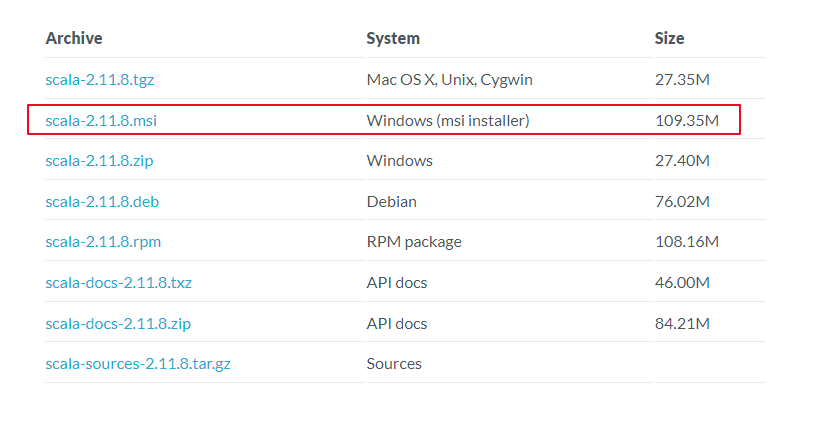 Archive System Size
scala-2.11.8.tgz Mac OS X, Unix, Cygwin 27.35M
scala-2.11.8.msi Windows (msi installer) 109.35M
scala-2.11.8.zip Windows 27.40M
scala-2.11.8.deb Debian 76.02M
scala-2.11.8.rpm RPM package 108.16M
scala-docs-2.11.8.txz API docs 46.00M
scala-docs-2.11.8.zip API docs 84.21M
scala-sources-2.11.8.tar.gz Sources